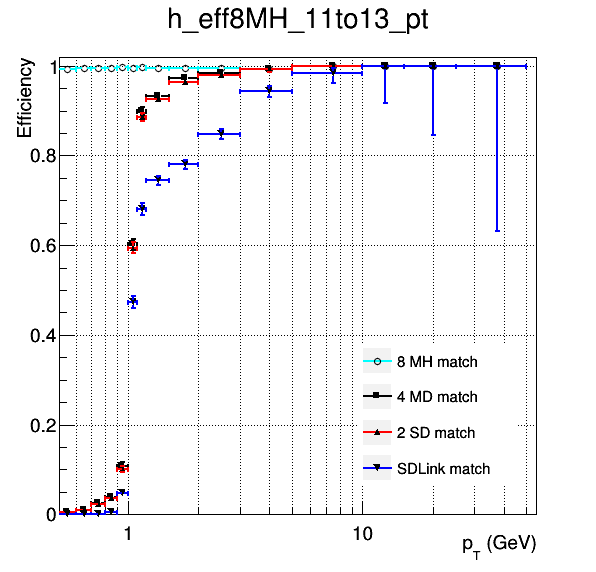 h_eff8MH_11to13_pt
Efficiency
1
0.8
0.6
0.4
0.2
0
8 MH match
4 MD match
2 SD match
SDLink match
1 10
p_T (GeV)